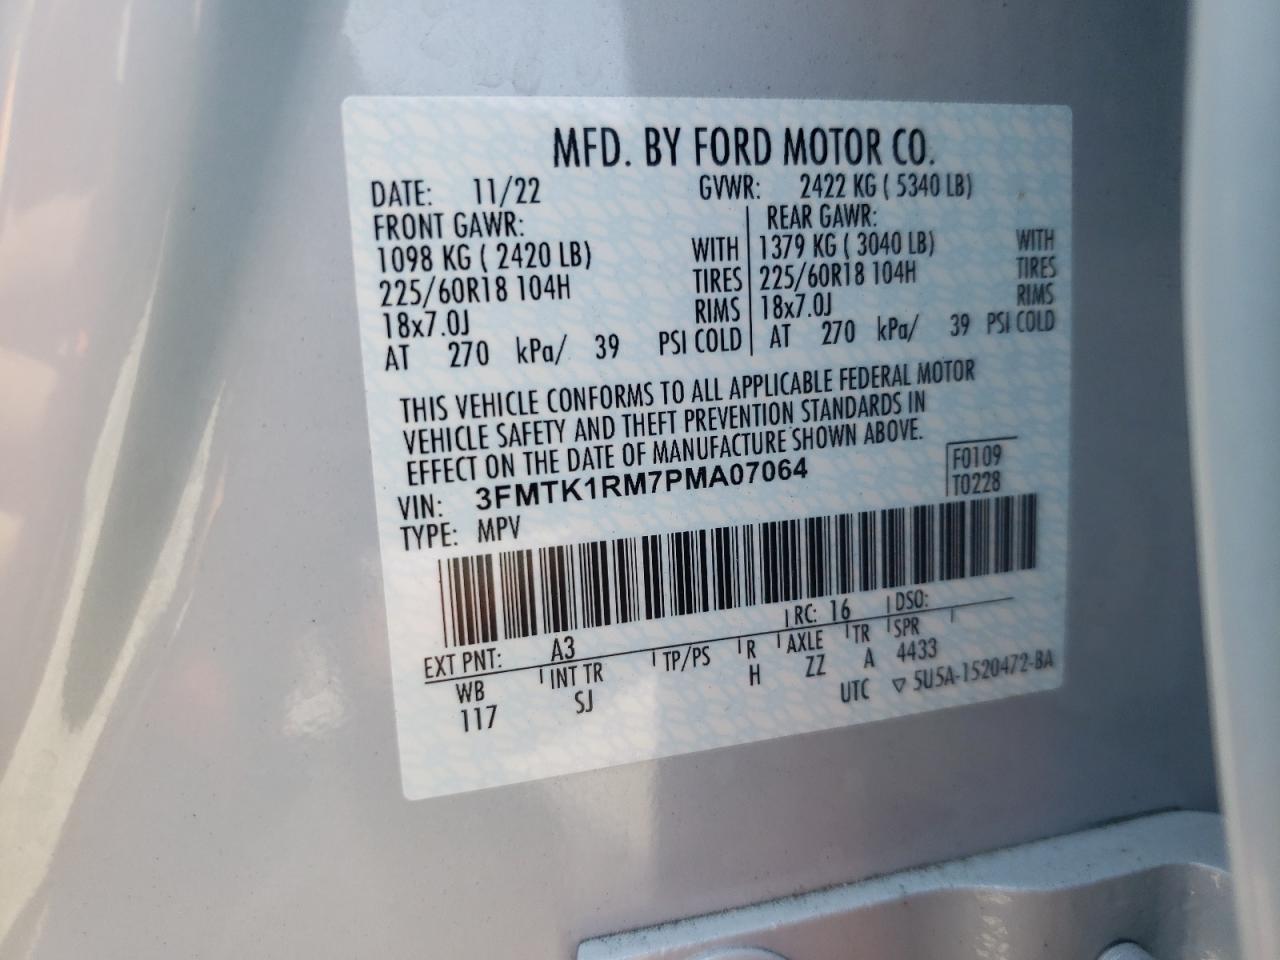 MFD. BY FORD MOTOR CO.
DATE: 11/22 GVWR: 2422 KG ( 5340 LB)
FRONT GAWR: REAR GAWR:
1098 KG ( 2420 LB) WITH 1379 KG ( 3040 LB) WITH
225/60R18 104H TIRES 225/60R18 104H TIRES
18x7.0J RIMS 18x7.0J RIMS
AT 270 kPa/ 39 PSI COLD AT 270 kPa/ 39 PSI COLD
THIS VEHICLE CONFORMS TO ALL APPLICABLE FEDERAL MOTOR
VEHICLE SAFETY AND THEFT PREVENTION STANDARDS IN
EFFECT ON THE DATE OF MANUFACTURE SHOWN ABOVE.
VIN: 3FMTK1RM7PMA07064 F0109
TYPE: MPV T0228
EXT PNT: A3 RC: 16 DSO:
WB INT TR TP/PS R AXLE TR SPR
117 SJ H ZZ A 4433
UTC ▽ 5U5A-1520472-BA